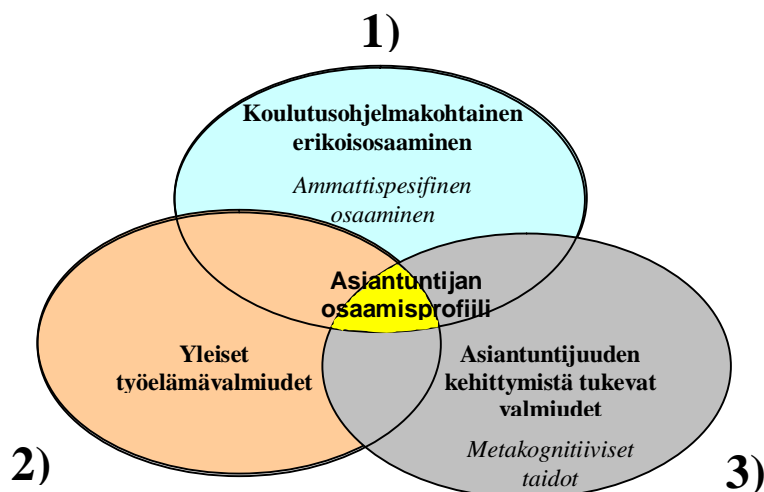 1)
Koulutusohjelmakohtainen
erikoisosaaminen
Ammattispesifinen
osaaminen
Asiantuntijan
osaamisprofiili
Yleiset
työelämävalmiudet
Asiantuntijuuden
kehittymistä tukevat
valmiudet
Metakognitiiviset
taidot
2)
3)